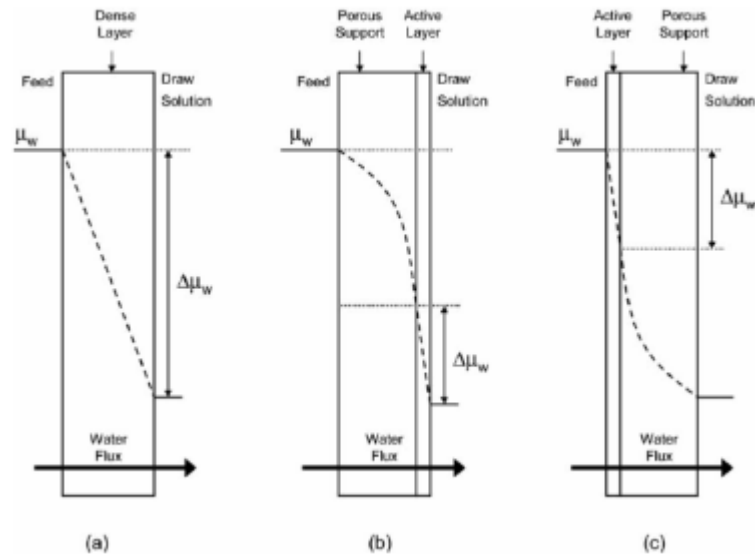 Dense
Layer
Feed
Draw
Solution
μw
Δμw
Water
Flux
(a)
Porous
Support
Active
Layer
Feed
Draw
Solution
μw
Δμw
Water
Flux
(b)
Active
Layer
Porous
Support
Feed
Draw
Solution
μw
Δμw
Water
Flux
(c)